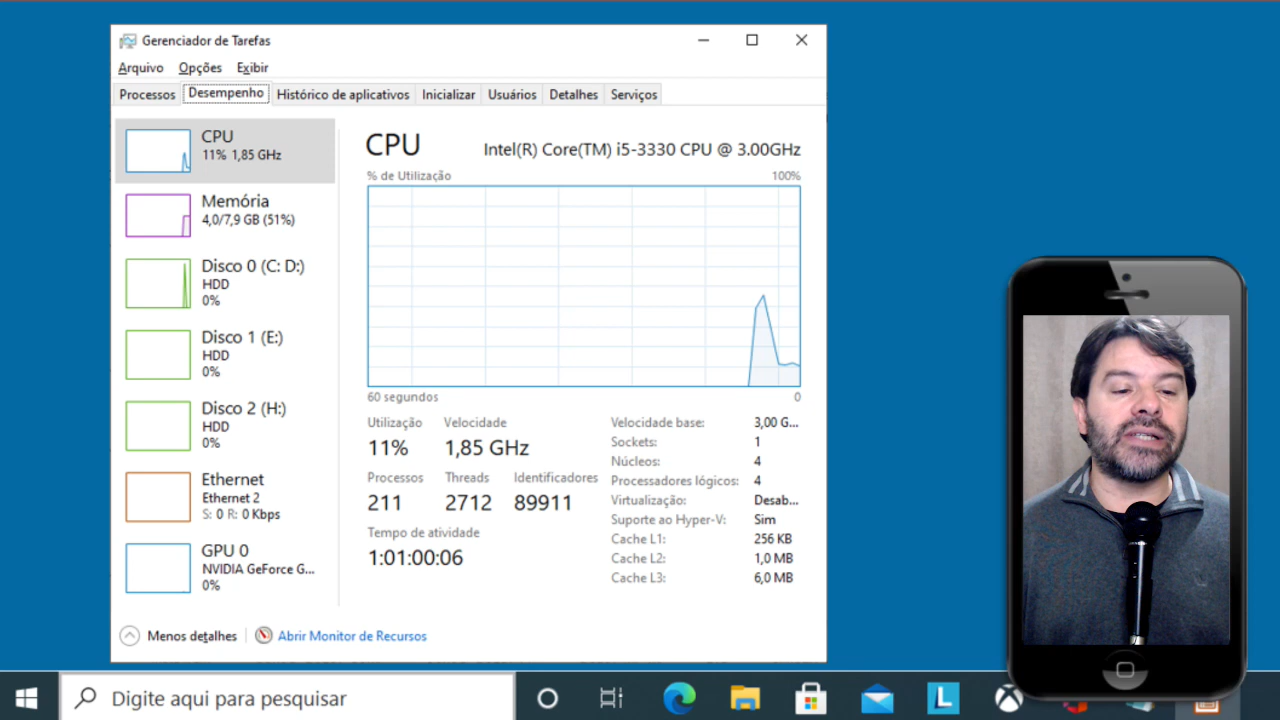 Gerenciador de Tarefas
Arquivo Opções Exibir
Processos Desempenho Histórico de aplicativos Inicializar Usuários Detalhes Serviços
CPU
11% 1,85 GHz
Memória
4,0/7,9 GB (51%)
Disco 0 (C: D:)
HDD
0%
Disco 1 (E:)
HDD
0%
Disco 2 (H:)
HDD
0%
Ethernet
Ethernet 2
S: 0 R: 0 Kbps
GPU 0
NVIDIA GeForce G...
0%
CPU Intel(R) Core(TM) i5-3330 CPU @ 3.00GHz
% de Utilização 100%
60 segundos 0
Utilização Velocidade
11% 1,85 GHz
Processos Threads Identificadores
211 2712 89911
Tempo de atividade
1:01:00:06
Velocidade base: 3,00 G...
Sockets: 1
Núcleos: 4
Processadores lógicos: 4
Virtualização: Desab...
Suporte ao Hyper-V: Sim
Cache L1: 256 KB
Cache L2: 1,0 MB
Cache L3: 6,0 MB
Menos detalhes Abrir Monitor de Recursos
Digite aqui para pesquisar
L